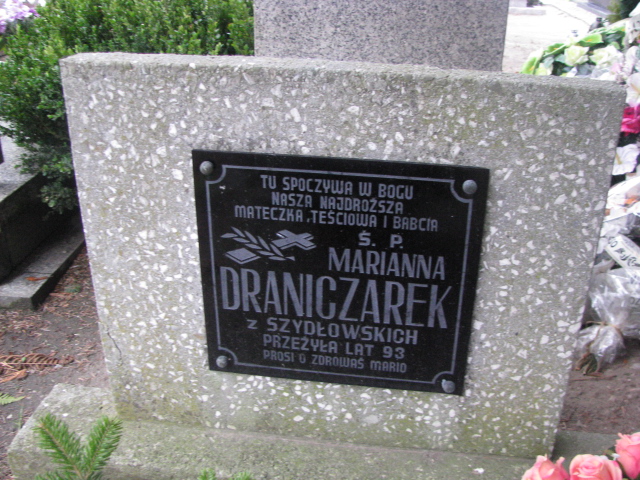 TU SPOCZYWA W BOGU
NASZA NAJDROŻSZA
MATECZKA, TEŚCIOWA I BABCIA
Ś. P.
MARIANNA
DRANICZAREK
z SZYDŁOWSKICH
PRZEŻYŁA LAT 93
PROSI O ZDROWAŚ MARIO